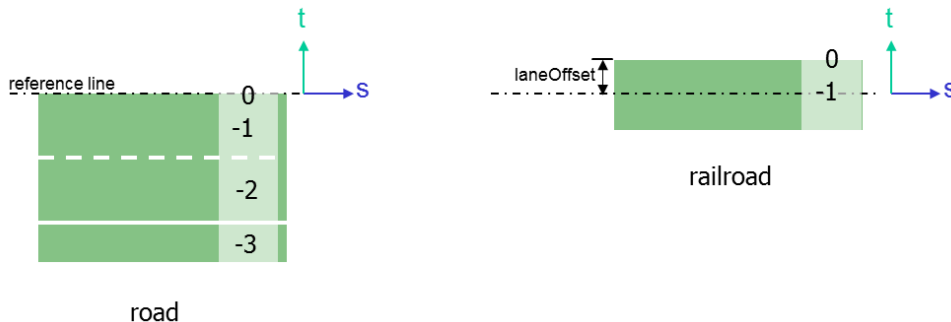 t
reference line
0
s
-1
-2
-3
road
t
0
laneOffset
-1
s
railroad